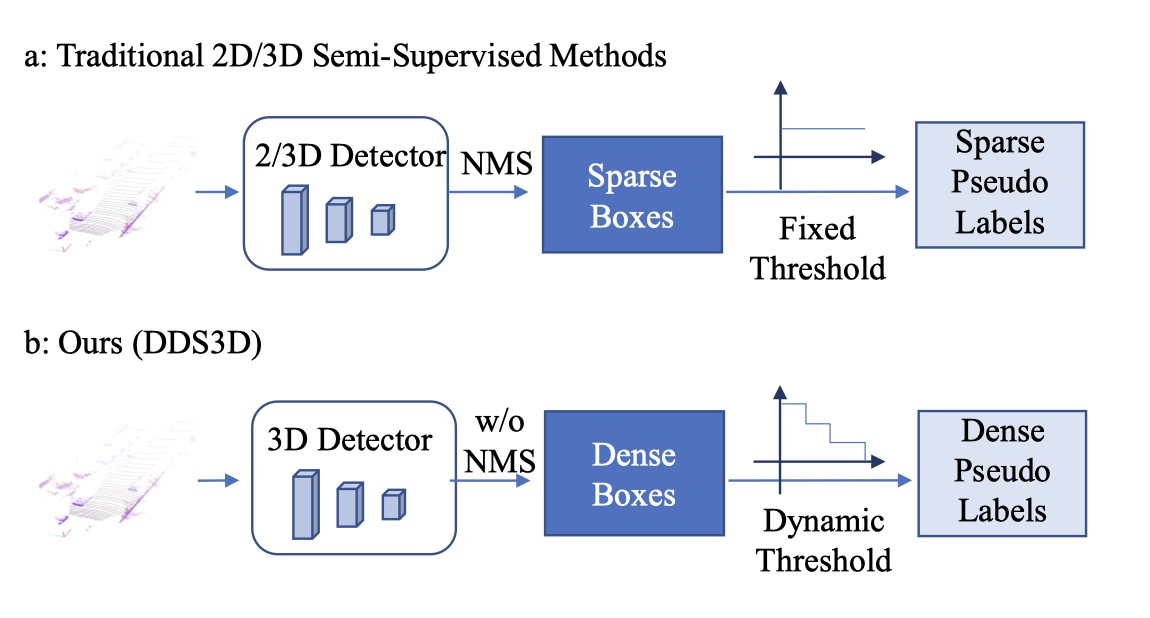 a: Traditional 2D/3D Semi-Supervised Methods
2/3D Detector
NMS
Sparse
Boxes
Fixed
Threshold
Sparse
Pseudo
Labels
b: Ours (DDS3D)
3D Detector
w/o
NMS
Dense
Boxes
Dynamic
Threshold
Dense
Pseudo
Labels